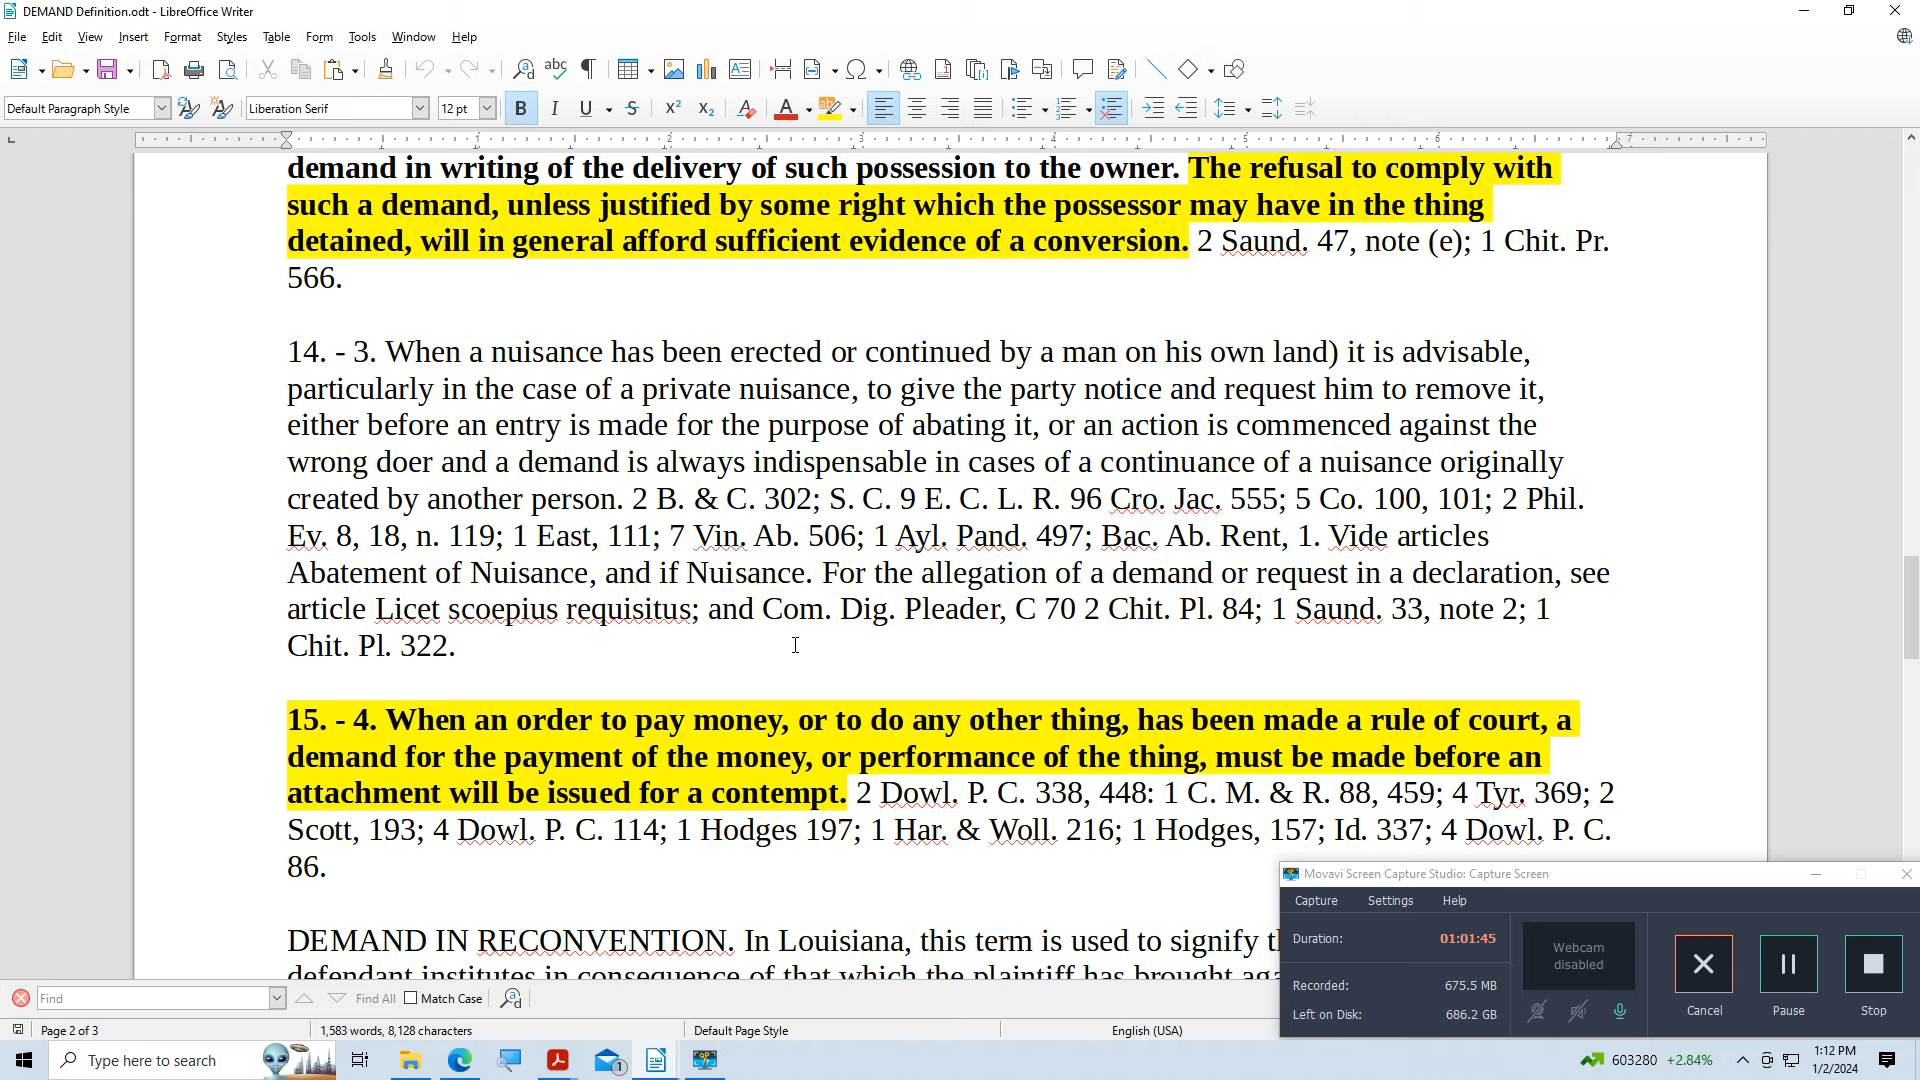 DEMAND Definition.odt - LibreOffice Writer
File Edit View Insert Format Styles Table Form Tools Window Help
Default Paragraph Style Liberation Serif 12 pt
1 2 3 4 5 6 7
demand in writing of the delivery of such possession to the owner. The refusal to comply with
such a demand, unless justified by some right which the possessor may have in the thing
detained, will in general afford sufficient evidence of a conversion. 2 Saund. 47, note (e); 1 Chit. Pr.
566.
14. - 3. When a nuisance has been erected or continued by a man on his own land) it is advisable,
particularly in the case of a private nuisance, to give the party notice and request him to remove it,
either before an entry is made for the purpose of abating it, or an action is commenced against the
wrong doer and a demand is always indispensable in cases of a continuance of a nuisance originally
created by another person. 2 B. & C. 302; S. C. 9 E. C. L. R. 96 Cro. Jac. 555; 5 Co. 100, 101; 2 Phil.
Ev. 8, 18, n. 119; 1 East, 111; 7 Vin. Ab. 506; 1 Ayl. Pand. 497; Bac. Ab. Rent, 1. Vide articles
Abatement of Nuisance, and if Nuisance. For the allegation of a demand or request in a declaration, see
article Licet scoepius requisitus; and Com. Dig. Pleader, C 70 2 Chit. Pl. 84; 1 Saund. 33, note 2; 1
Chit. Pl. 322.
15. - 4. When an order to pay money, or to do any other thing, has been made a rule of court, a
demand for the payment of the money, or performance of the thing, must be made before an
attachment will be issued for a contempt. 2 Dowl. P. C. 338, 448: 1 C. M. & R. 88, 459; 4 Tyr. 369; 2
Scott, 193; 4 Dowl. P. C. 114; 1 Hodges 197; 1 Har. & Woll. 216; 1 Hodges, 157; Id. 337; 4 Dowl. P. C.
86.
DEMAND IN RECONVENTION. In Louisiana, this term is used to signify
defendant institutes in consequence of that which the plaintiff has brought
Movavi Screen Capture Studio: Capture Screen
Capture Settings Help
Duration: 01:01:45
Webcam
disabled
Recorded: 675.5 MB
Left on Disk: 686.2 GB
Cancel Pause Stop
Find Find All Match Case
Page 2 of 3 1,583 words, 8,128 characters Default Page Style English (USA)
Type here to search 1 603280 +2.84% 1:12 PM
1/2/2024